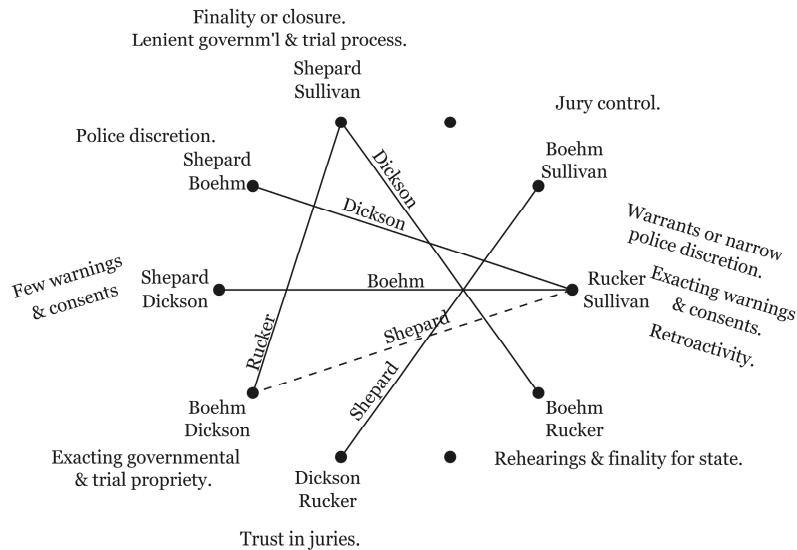 Finality or closure.
Lenient governm'l & trial process.
Shepard
Sullivan
Jury control.
Police discretion.
Shepard
Boehm
Boehm
Sullivan
Dickson
Dickson
Warrants or narrow
police discretion.
Few warnings
& consents
Shepard
Dickson
Boehm
Rucker
Sullivan
Exacting warnings
& consents.
Retroactivity.
Rucker
Shepard
Shepard
Boehm
Dickson
Boehm
Rucker
Exacting governmental
& trial propriety.
Dickson
Rucker
Rehearings & finality for state.
Trust in juries.